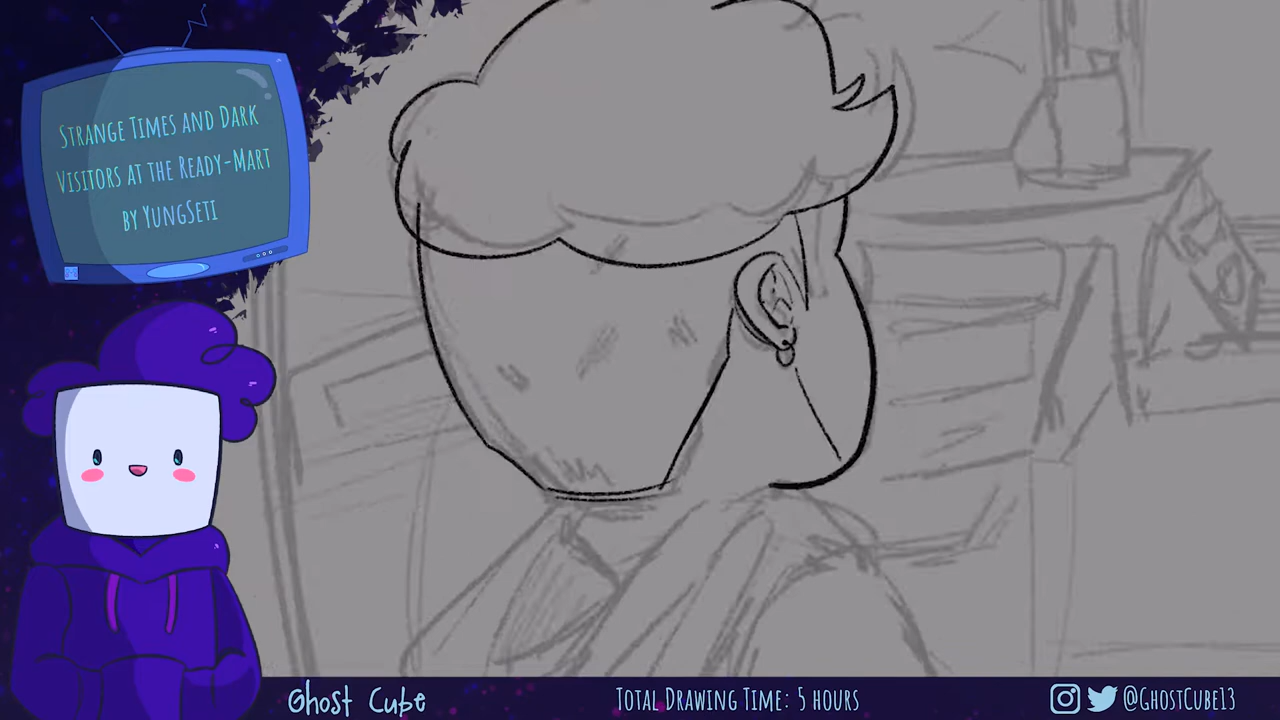 Strange Times and Dark
Visitors at the Ready-Mart
by YungSeti
Ghost Cube
Total Drawing Time: 5 hours
@GhostCube13